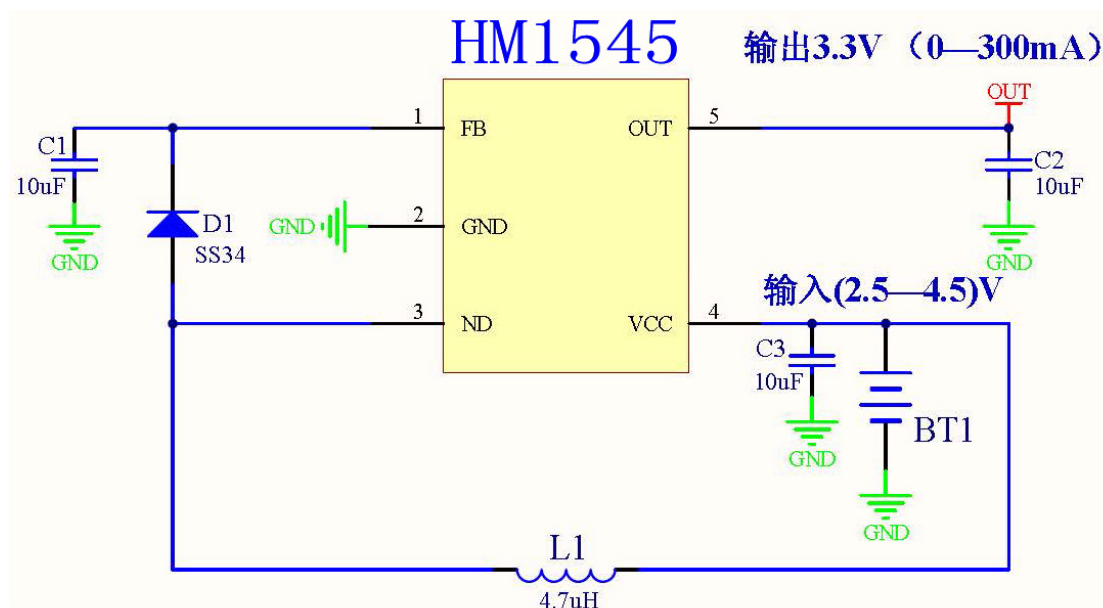 HM1545
输出3.3V （0—300mA）
OUT
1
FB
OUT
5
C1
10uF
C2
10uF
GND
2
GND
D1
SS34
GND
GND
输入(2.5—4.5)V
3
ND
VCC
4
C3
10uF
BT1
GND
GND
L1
4.7uH